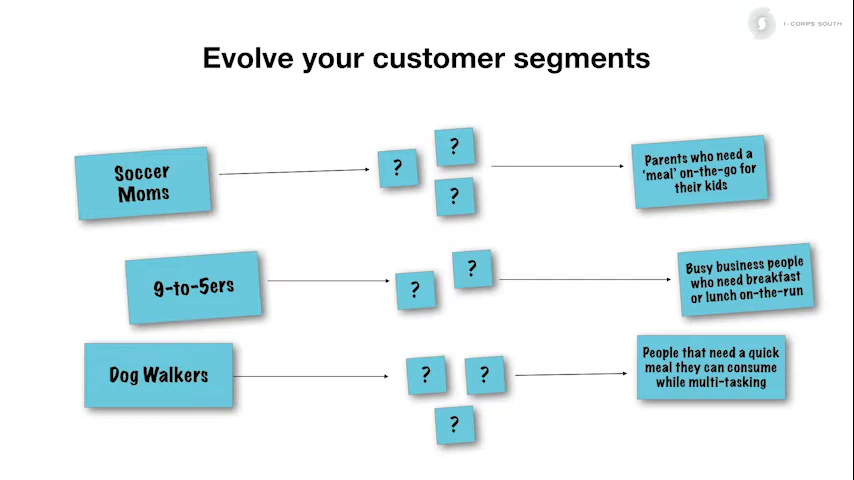 I-CORPS SOUTH
Evolve your customer segments
Soccer
Moms
?
?
?
Parents who need a
'meal' on-the-go for
their kids
9-to-5ers
?
?
Busy business people
who need breakfast
or lunch on-the-run
Dog Walkers
?
?
?
People that need a quick
meal they can consume
while multi-tasking